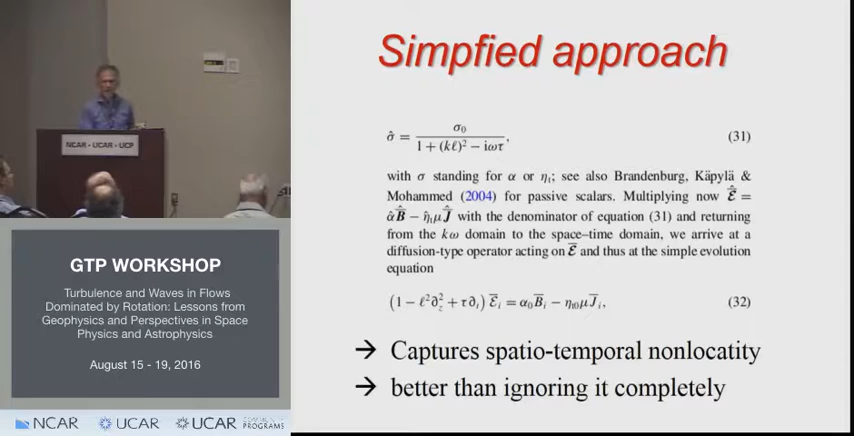 Simpfied approach
σ̂ = σ₀ / (1 + (kℓ)² − iωτ), (31)
with σ standing for α or ηₜ; see also Brandenburg, Käpylä &
Mohammed (2004) for passive scalars. Multiplying now 𝓔̂ =
α̂B̂ − η̂ₜμĴ with the denominator of equation (31) and returning
from the kω domain to the space–time domain, we arrive at a
diffusion-type operator acting on 𝓔̅ and thus at the simple evolution
equation
(1 − ℓ²∂²_z + τ∂ₜ) 𝓔̅ᵢ = α₀B̅ᵢ − ηₜ₀μJ̅ᵢ, (32)
→ Captures spatio-temporal nonlocatity
→ better than ignoring it completely
NCAR - UCAR - UCP
GTP WORKSHOP
Turbulence and Waves in Flows
Dominated by Rotation: Lessons from
Geophysics and Perspectives in Space
Physics and Astrophysics
August 15 - 19, 2016
NCAR
UCAR
UCAR
PROGRAMS